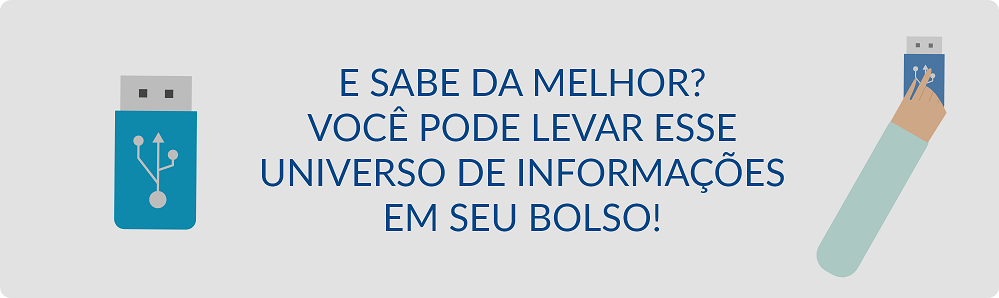 E SABE DA MELHOR?
VOCÊ PODE LEVAR ESSE
UNIVERSO DE INFORMAÇÕES
EM SEU BOLSO!